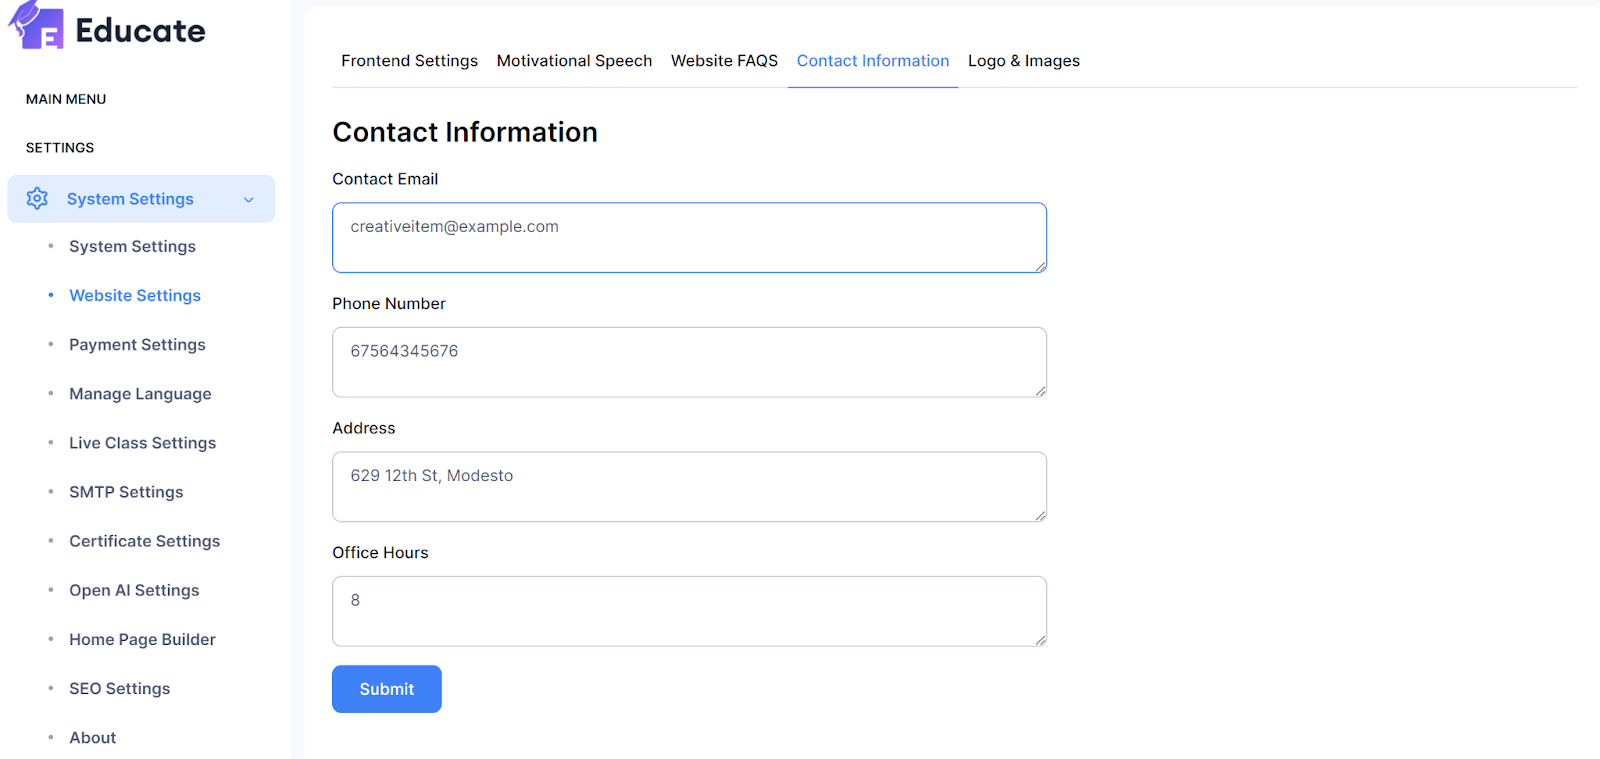 E Educate
MAIN MENU
SETTINGS
System Settings
System Settings
Website Settings
Payment Settings
Manage Language
Live Class Settings
SMTP Settings
Certificate Settings
Open AI Settings
Home Page Builder
SEO Settings
About
Frontend Settings Motivational Speech Website FAQS Contact Information Logo & Images
Contact Information
Contact Email
creativeitem@example.com
Phone Number
67564345676
Address
629 12th St, Modesto
Office Hours
8
Submit